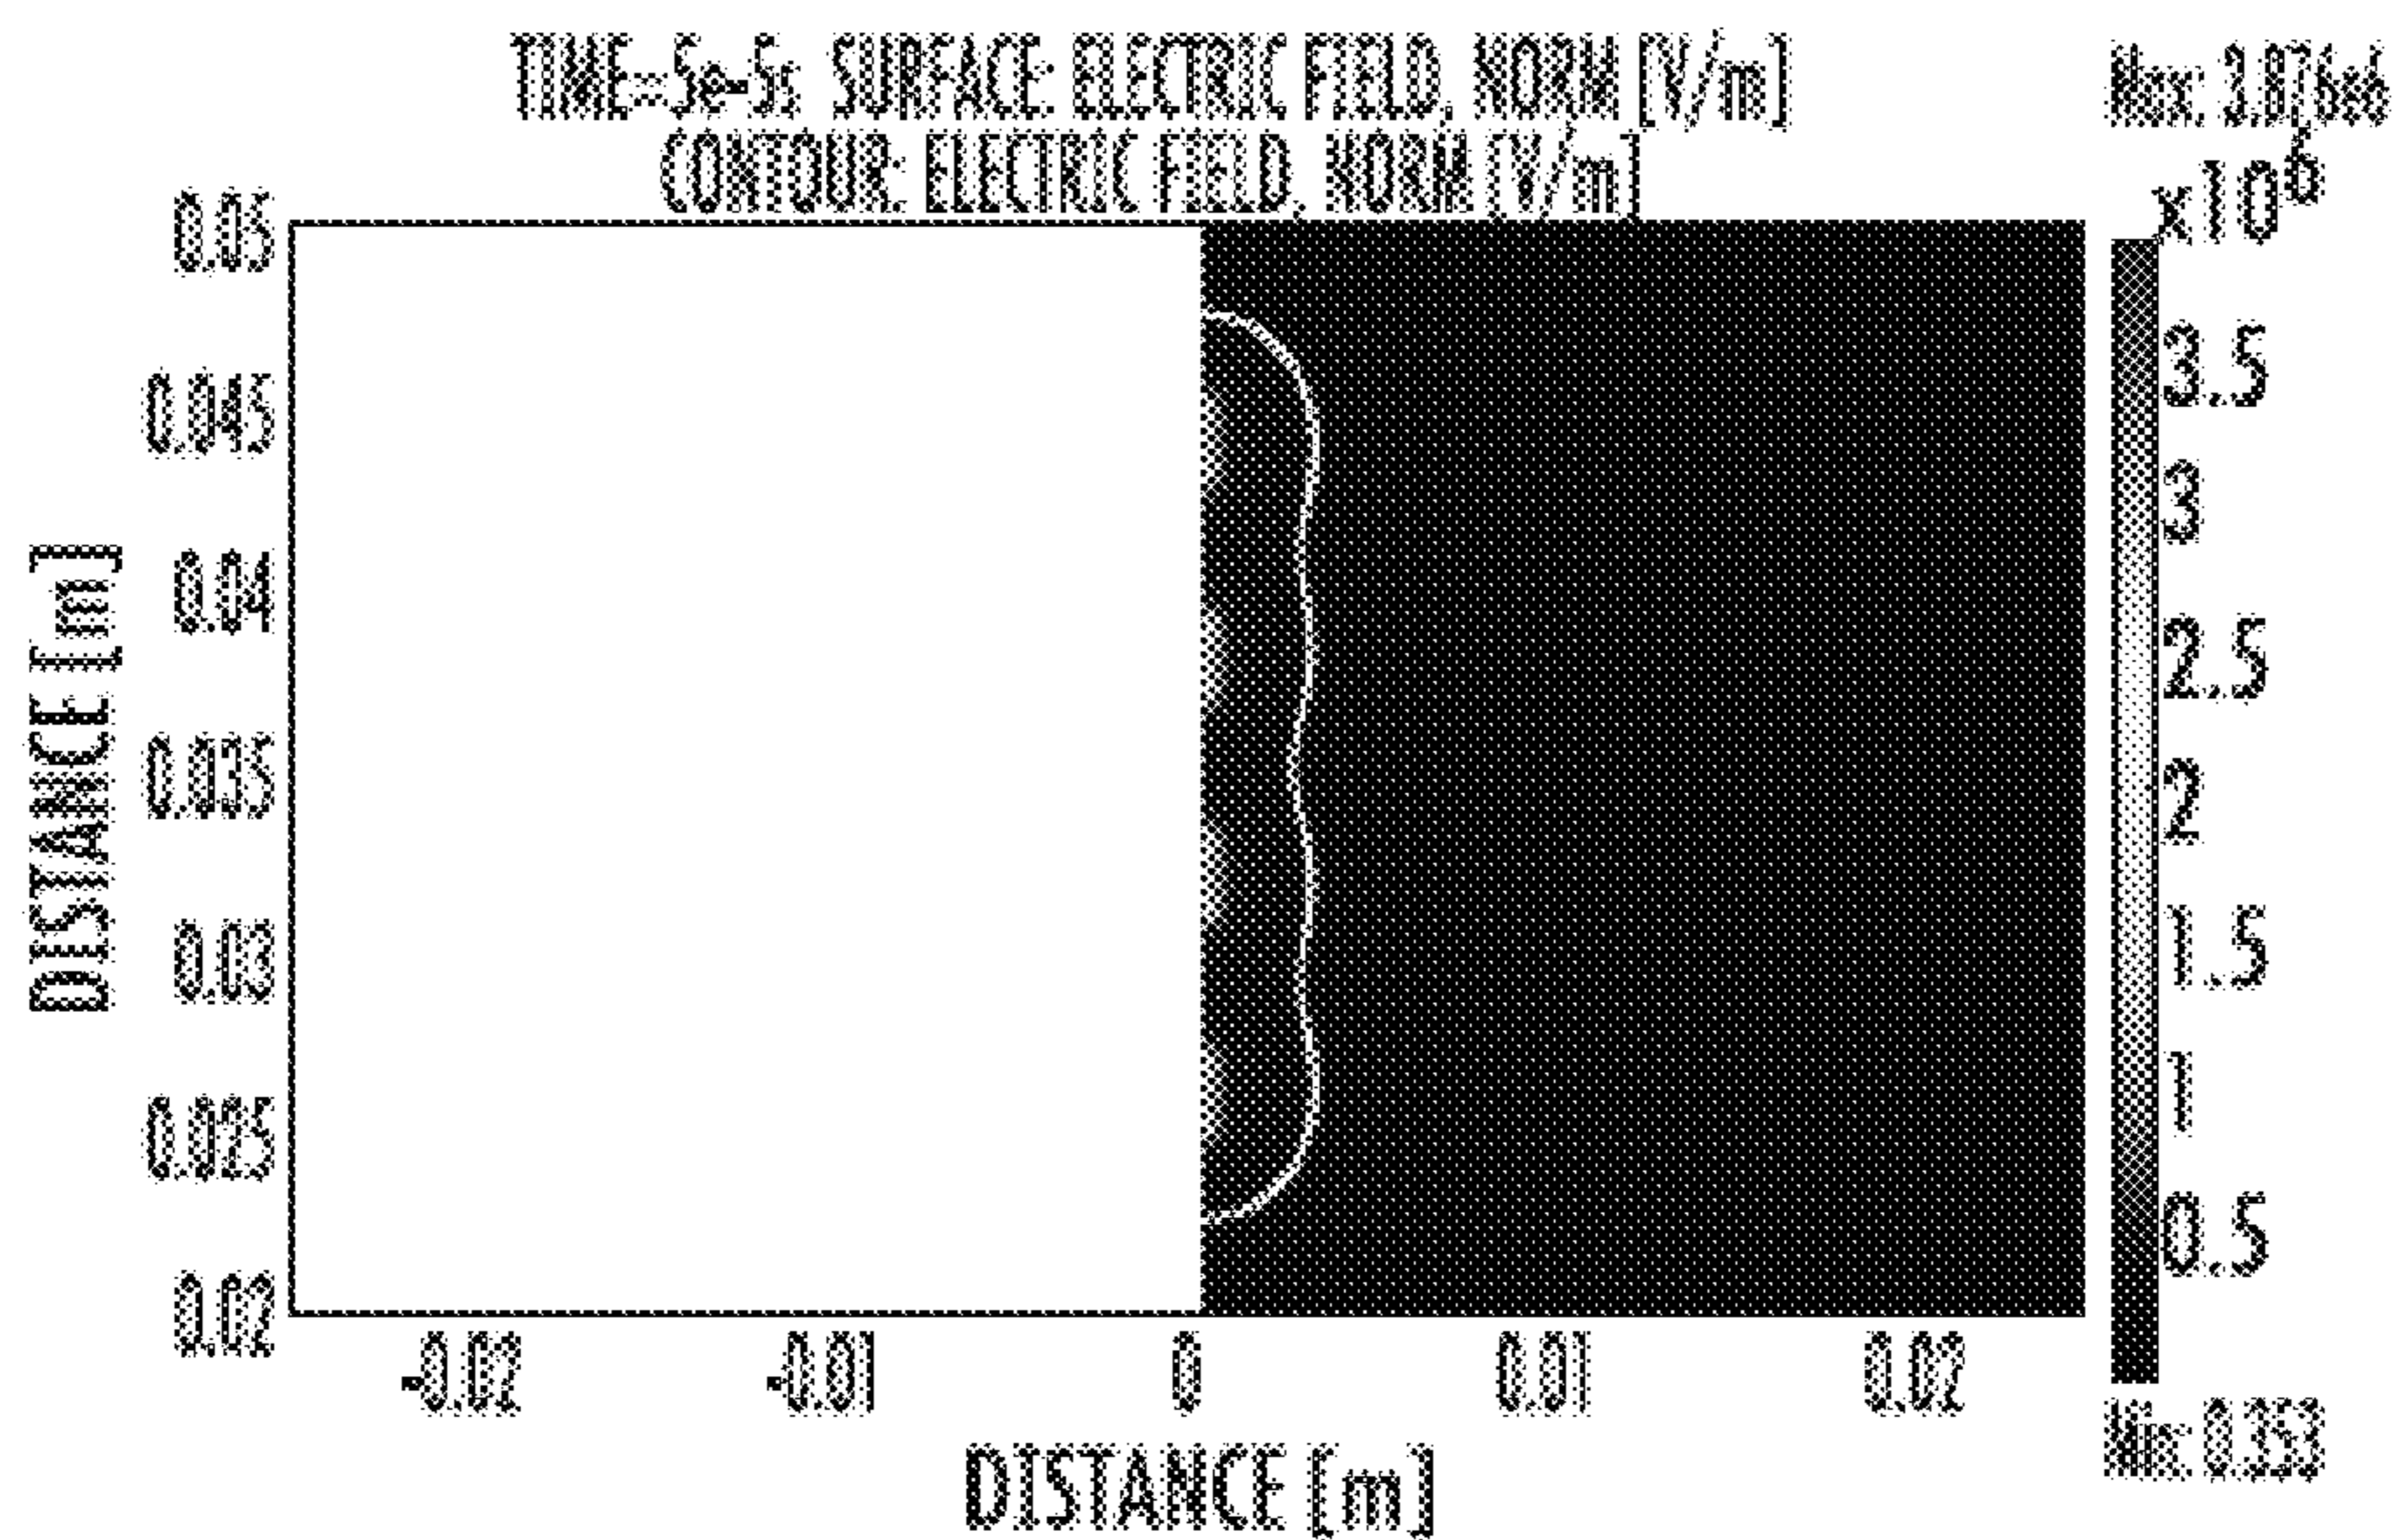 TIME=5e-5s SURFACE: ELECTRIC FIELD, NORM [V/m]
CONTOUR: ELECTRIC FIELD, NORM [V/m]
Max: 3.876e6
x10⁶
0.05
0.045
0.04
0.035
0.03
0.025
0.02
DISTANCE [m]
-0.02 -0.01 0 0.01 0.02
DISTANCE [m]
3.5
3
2.5
2
1.5
1
0.5
Min: 0.353